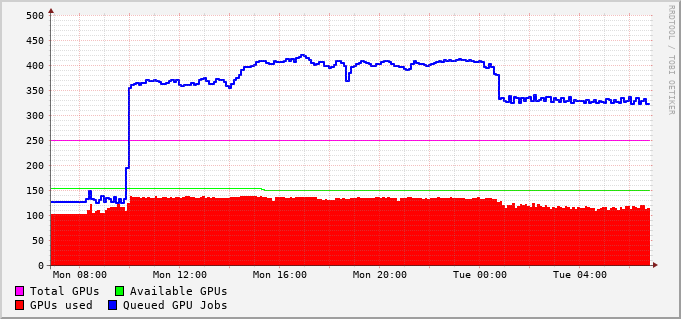 500
450
400
350
300
250
200
150
100
50
0
Mon 08:00 Mon 12:00 Mon 16:00 Mon 20:00 Tue 00:00 Tue 04:00
Total GPUs Available GPUs
GPUs used Queued GPU Jobs
RRDTOOL / TOBI OETIKER